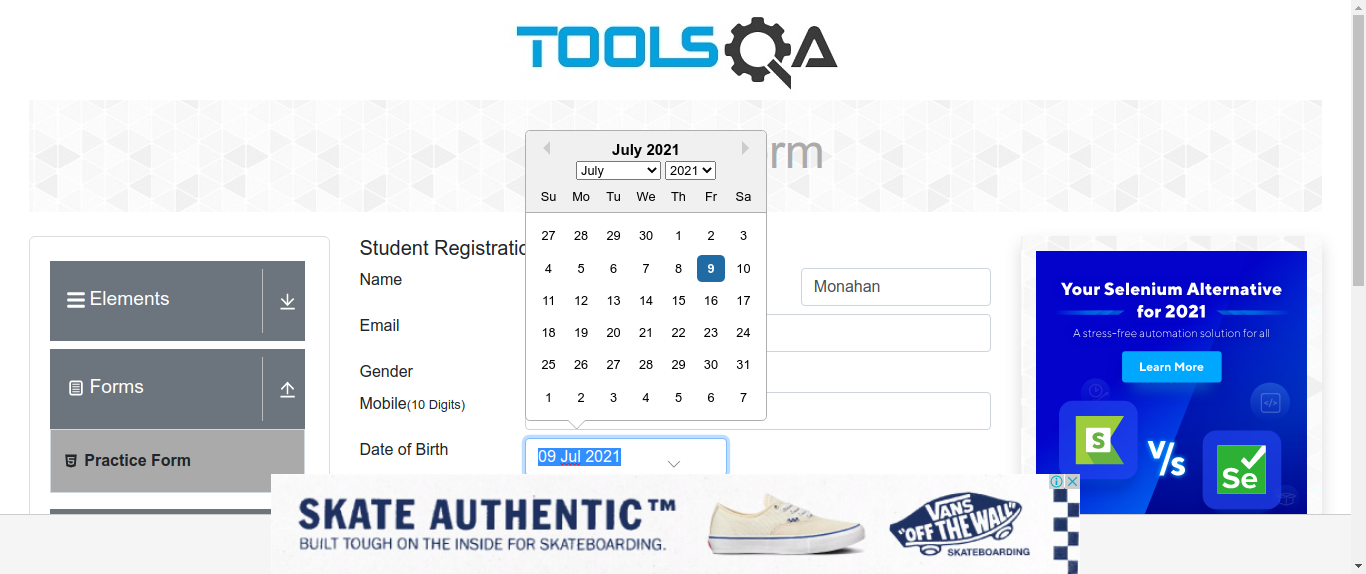 TOOLSQA
rm
July 2021
July 2021
Su Mo Tu We Th Fr Sa
27 28 29 30 1 2 3
4 5 6 7 8 9 10
11 12 13 14 15 16 17
18 19 20 21 22 23 24
25 26 27 28 29 30 31
1 2 3 4 5 6 7
Elements
Forms
Practice Form
Student Registratio
Name
Monahan
Email
Gender
Mobile(10 Digits)
Date of Birth
09 Jul 2021
Your Selenium Alternative
for 2021
A stress-free automation solution for all
Learn More
S
V/s
Se
SKATE AUTHENTIC™
BUILT TOUGH ON THE INSIDE FOR SKATEBOARDING.
VANS
"OFF THE WALL"
SKATEBOARDING